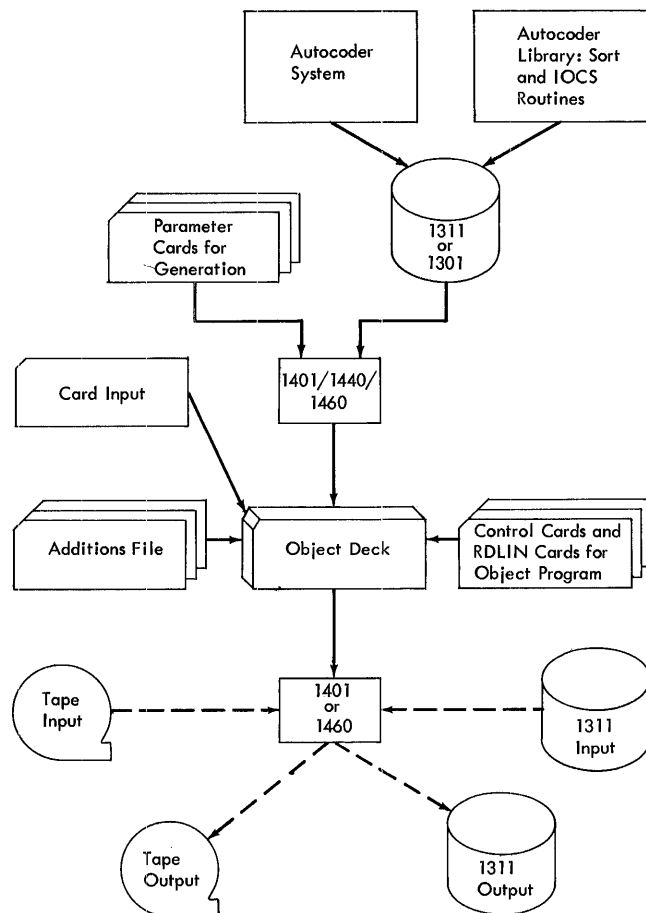 Autocoder
System
Autocoder
Library: Sort
and IOCS
Routines
1311
or
1301
Parameter
Cards for
Generation
1401/1440/
1460
Card Input
Additions File
Object Deck
Control Cards and
RDLIN Cards for
Object Program
Tape
Input
1401
or
1460
1311
Input
Tape
Output
1311
Output